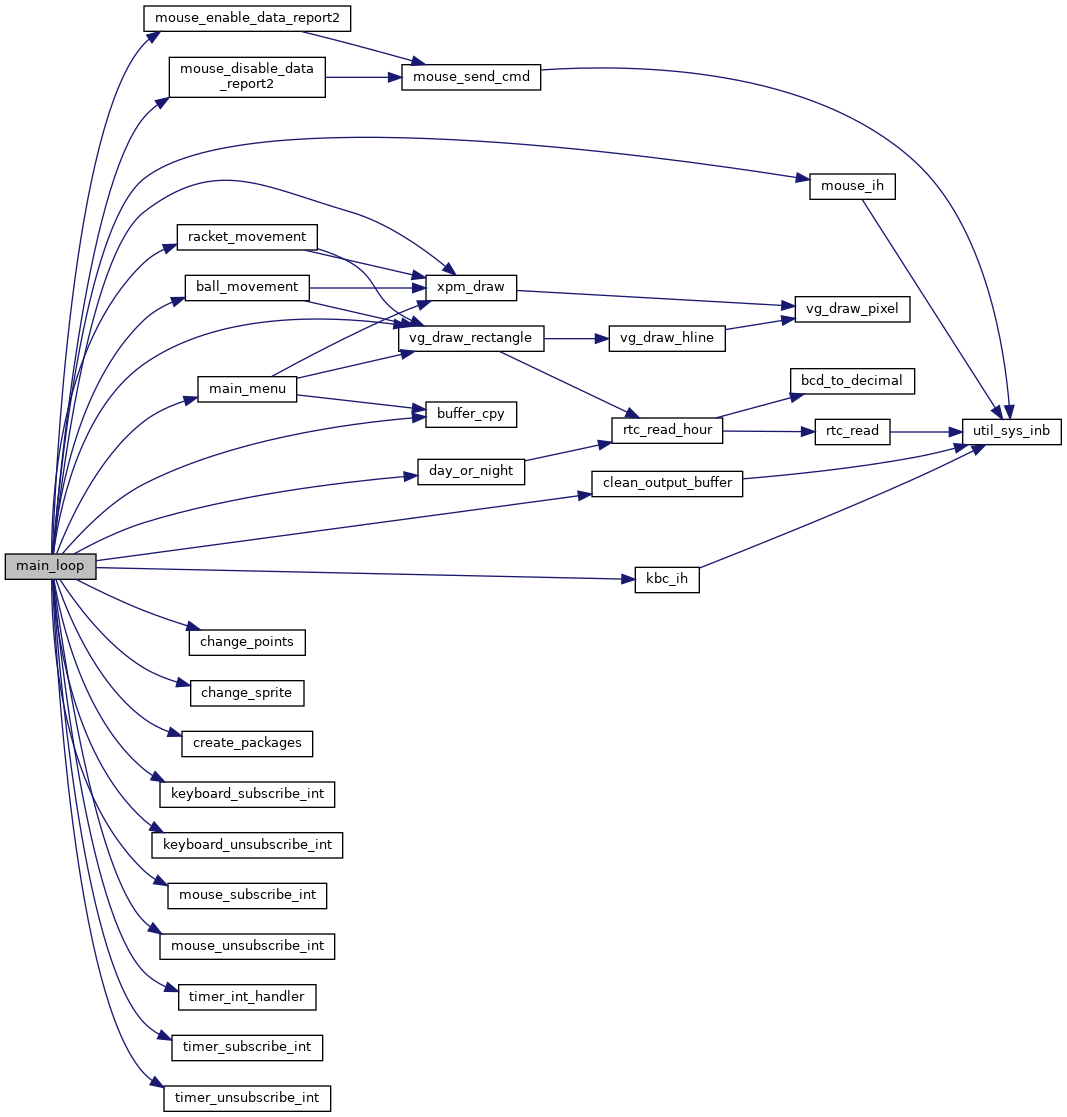 mouse_enable_data_report2
mouse_disable_data
_report2
mouse_send_cmd
mouse_ih
racket_movement
ball_movement
xpm_draw
vg_draw_pixel
vg_draw_rectangle
vg_draw_hline
main_menu
bcd_to_decimal
buffer_cpy
rtc_read_hour
rtc_read
util_sys_inb
day_or_night
clean_output_buffer
main_loop
kbc_ih
change_points
change_sprite
create_packages
keyboard_subscribe_int
keyboard_unsubscribe_int
mouse_subscribe_int
mouse_unsubscribe_int
timer_int_handler
timer_subscribe_int
timer_unsubscribe_int